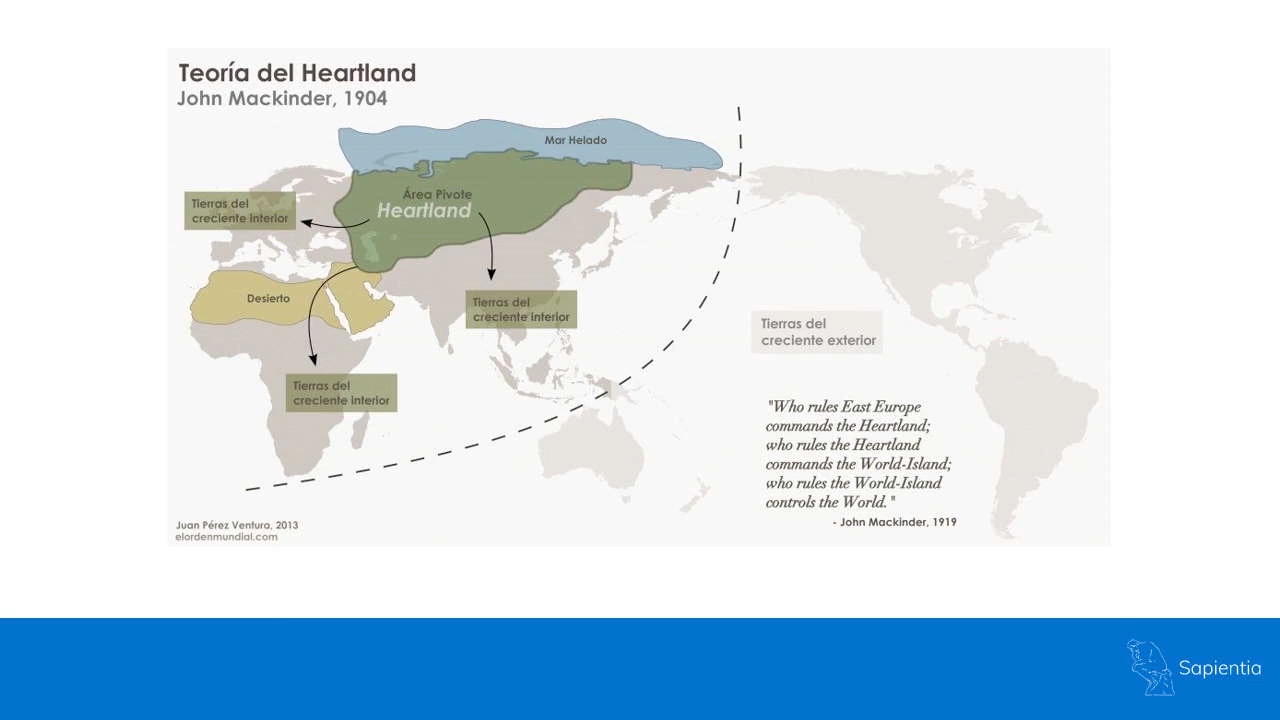 Teoría del Heartland
John Mackinder, 1904
Mar Helado
Área Pivote
Heartland
Tierras del
creciente interior
Desierto
Tierras del
creciente interior
Tierras del
creciente exterior
Tierras del
creciente interior
"Who rules East Europe
commands the Heartland;
who rules the Heartland
commands the World-Island;
who rules the World-Island
controls the World."
- John Mackinder, 1919
Juan Pérez Ventura, 2013
elordenmundial.com
Sapientia